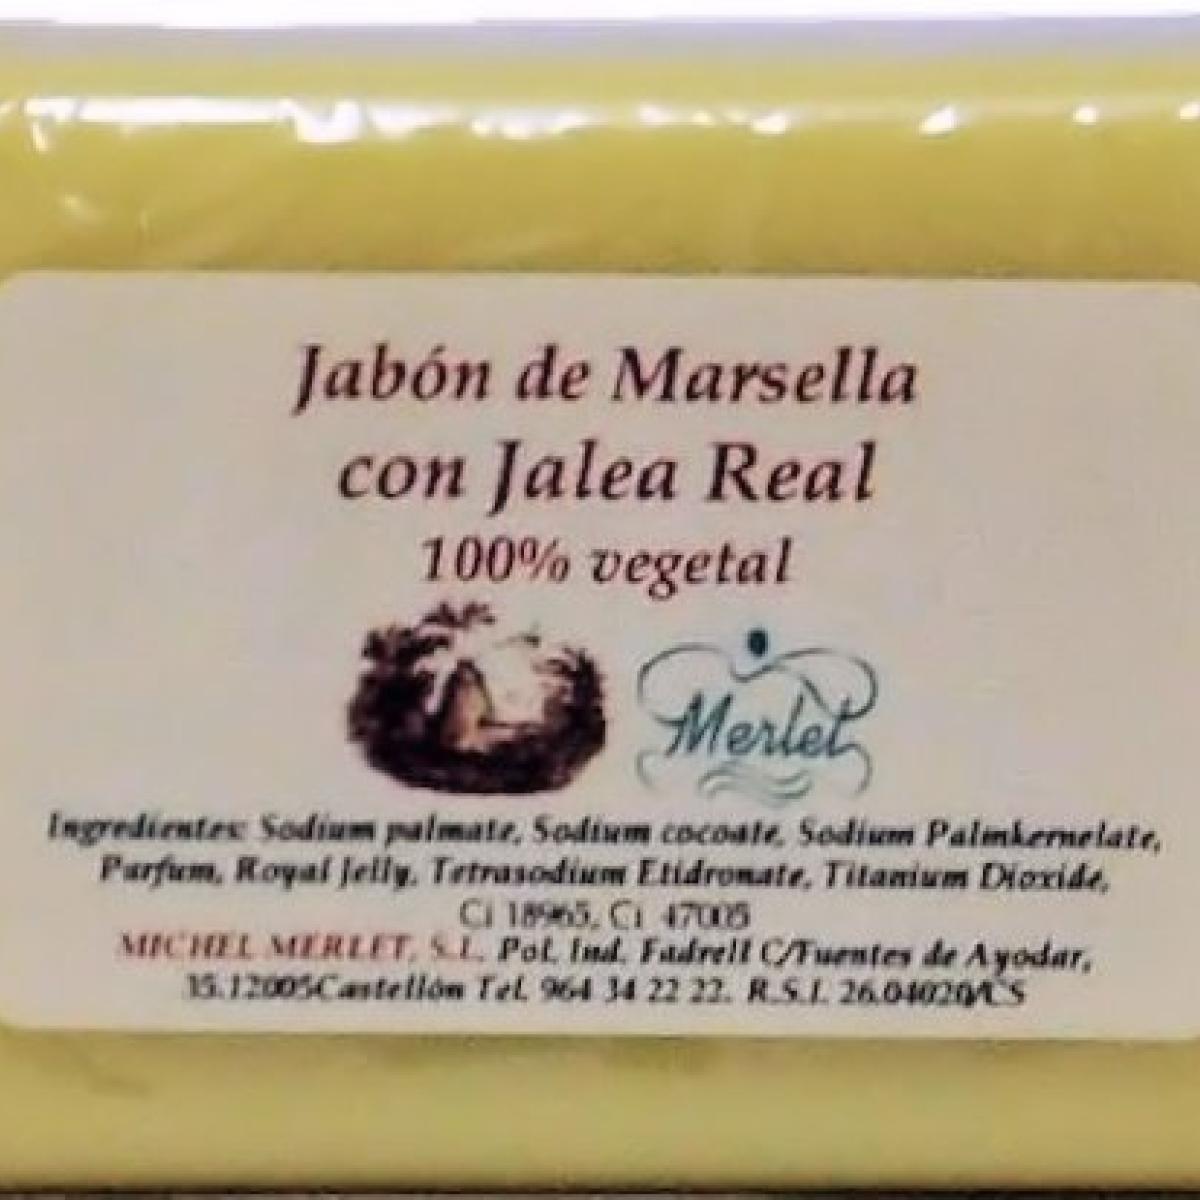 Jabón de Marsella
con Jalea Real
100% vegetal
Merlet
Ingredientes: Sodium palmate, Sodium cocoate, Sodium Palmkernelate,
Parfum, Royal Jelly, Tetrasodium Etidronate, Titanium Dioxide,
Ci 18965, Ci 47005
MICHEL MERLET, S.L. Pol. Ind. Fadrell C/Fuentes de Ayodar,
35.12005Castellón Tel. 964 34 22 22. R.S.I. 26.04020/CS